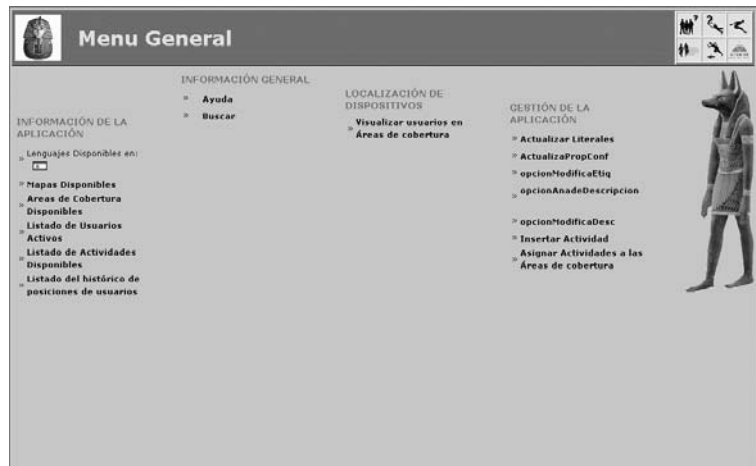 Menu General
INFORMACIÓN DE LA
APLICACIÓN
» Lenguajes Disponibles en:
» Mapas Disponibles
» Areas de Cobertura
Disponibles
» Listado de Usuarios
Activos
» Listado de Actividades
Disponibles
» Listado del histórico de
posiciones de usuarios
INFORMACIÓN GENERAL
» Ayuda
» Buscar
LOCALIZACIÓN DE
DISPOSITIVOS
» Visualizar usuarios en
Áreas de cobertura
GESTIÓN DE LA
APLICACIÓN
» Actualizar Literales
» ActualizaPropConf
» opcionModificaEtiq
» opcionAnadeDescripcion
» opcionModificaDesc
» Insertar Actividad
» Asignar Actividades a las
Áreas de cobertura